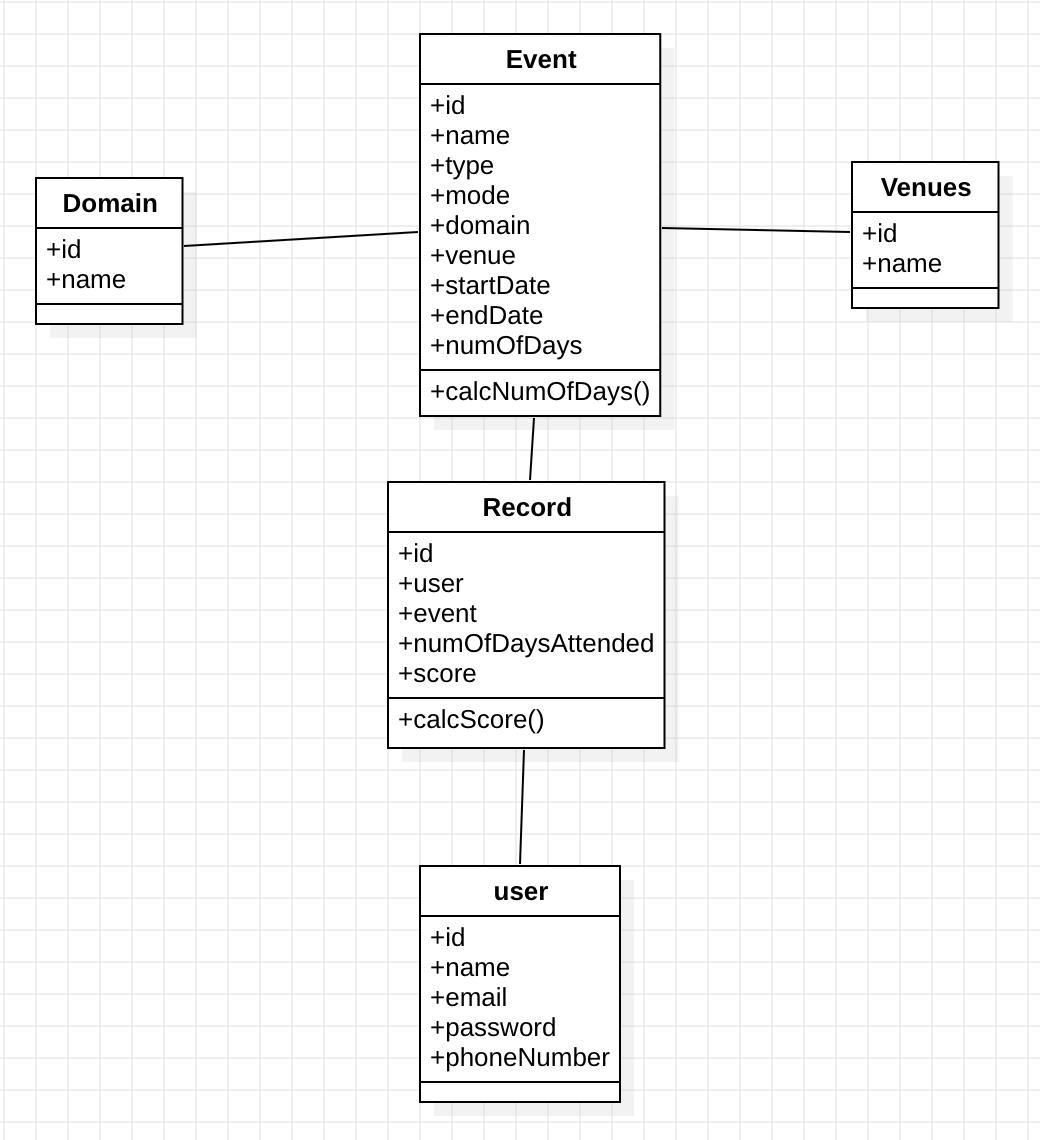 Event
+id
+name
+type
+mode
+domain
+venue
+startDate
+endDate
+numOfDays
+calcNumOfDays()
Domain
+id
+name
Venues
+id
+name
Record
+id
+user
+event
+numOfDaysAttended
+score
+calcScore()
user
+id
+name
+email
+password
+phoneNumber